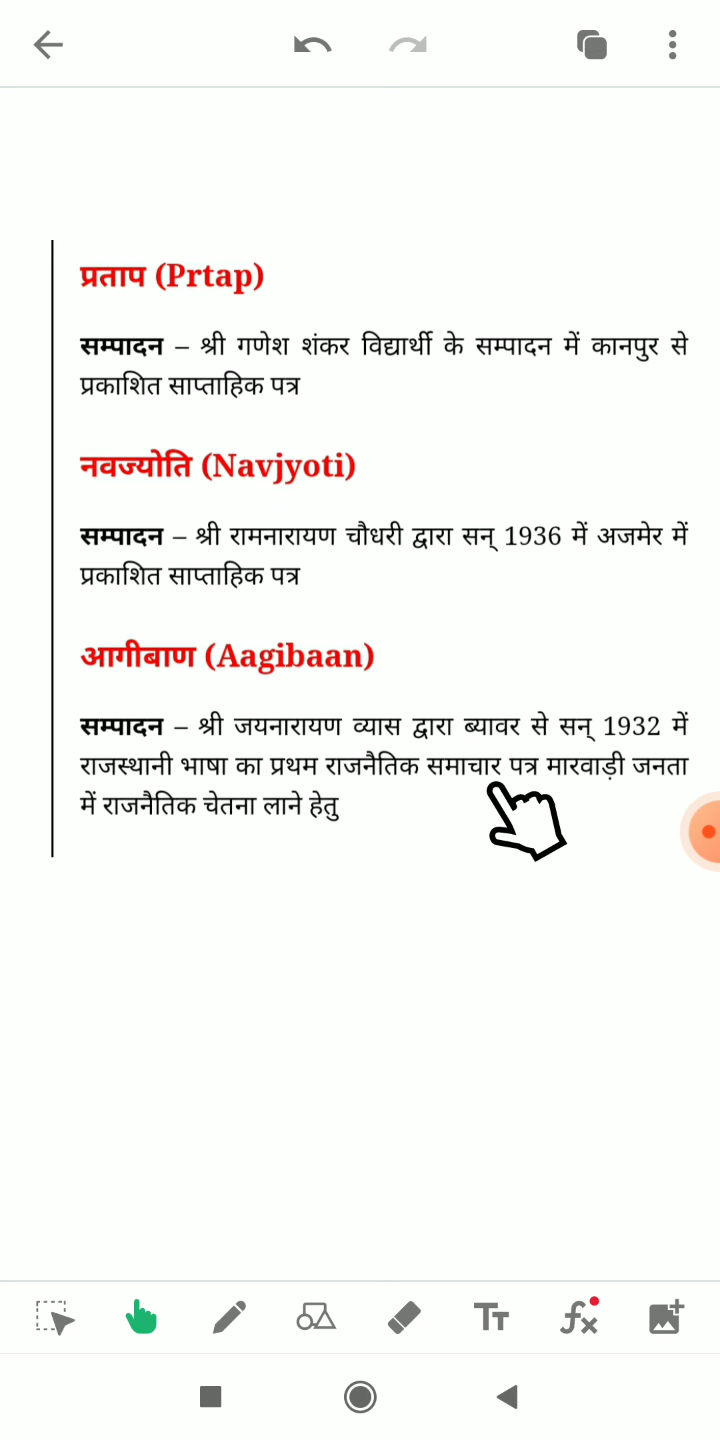 प्रताप (Prtap)
सम्पादन – श्री गणेश शंकर विद्यार्थी के सम्पादन में कानपुर से
प्रकाशित साप्ताहिक पत्र
नवज्योति (Navjyoti)
सम्पादन – श्री रामनारायण चौधरी द्वारा सन् 1936 में अजमेर में
प्रकाशित साप्ताहिक पत्र
आगीबाण (Aagibaan)
सम्पादन – श्री जयनारायण व्यास द्वारा ब्यावर से सन् 1932 में
राजस्थानी भाषा का प्रथम राजनैतिक समाचार पत्र मारवाड़ी जनता
में राजनैतिक चेतना लाने हेतु